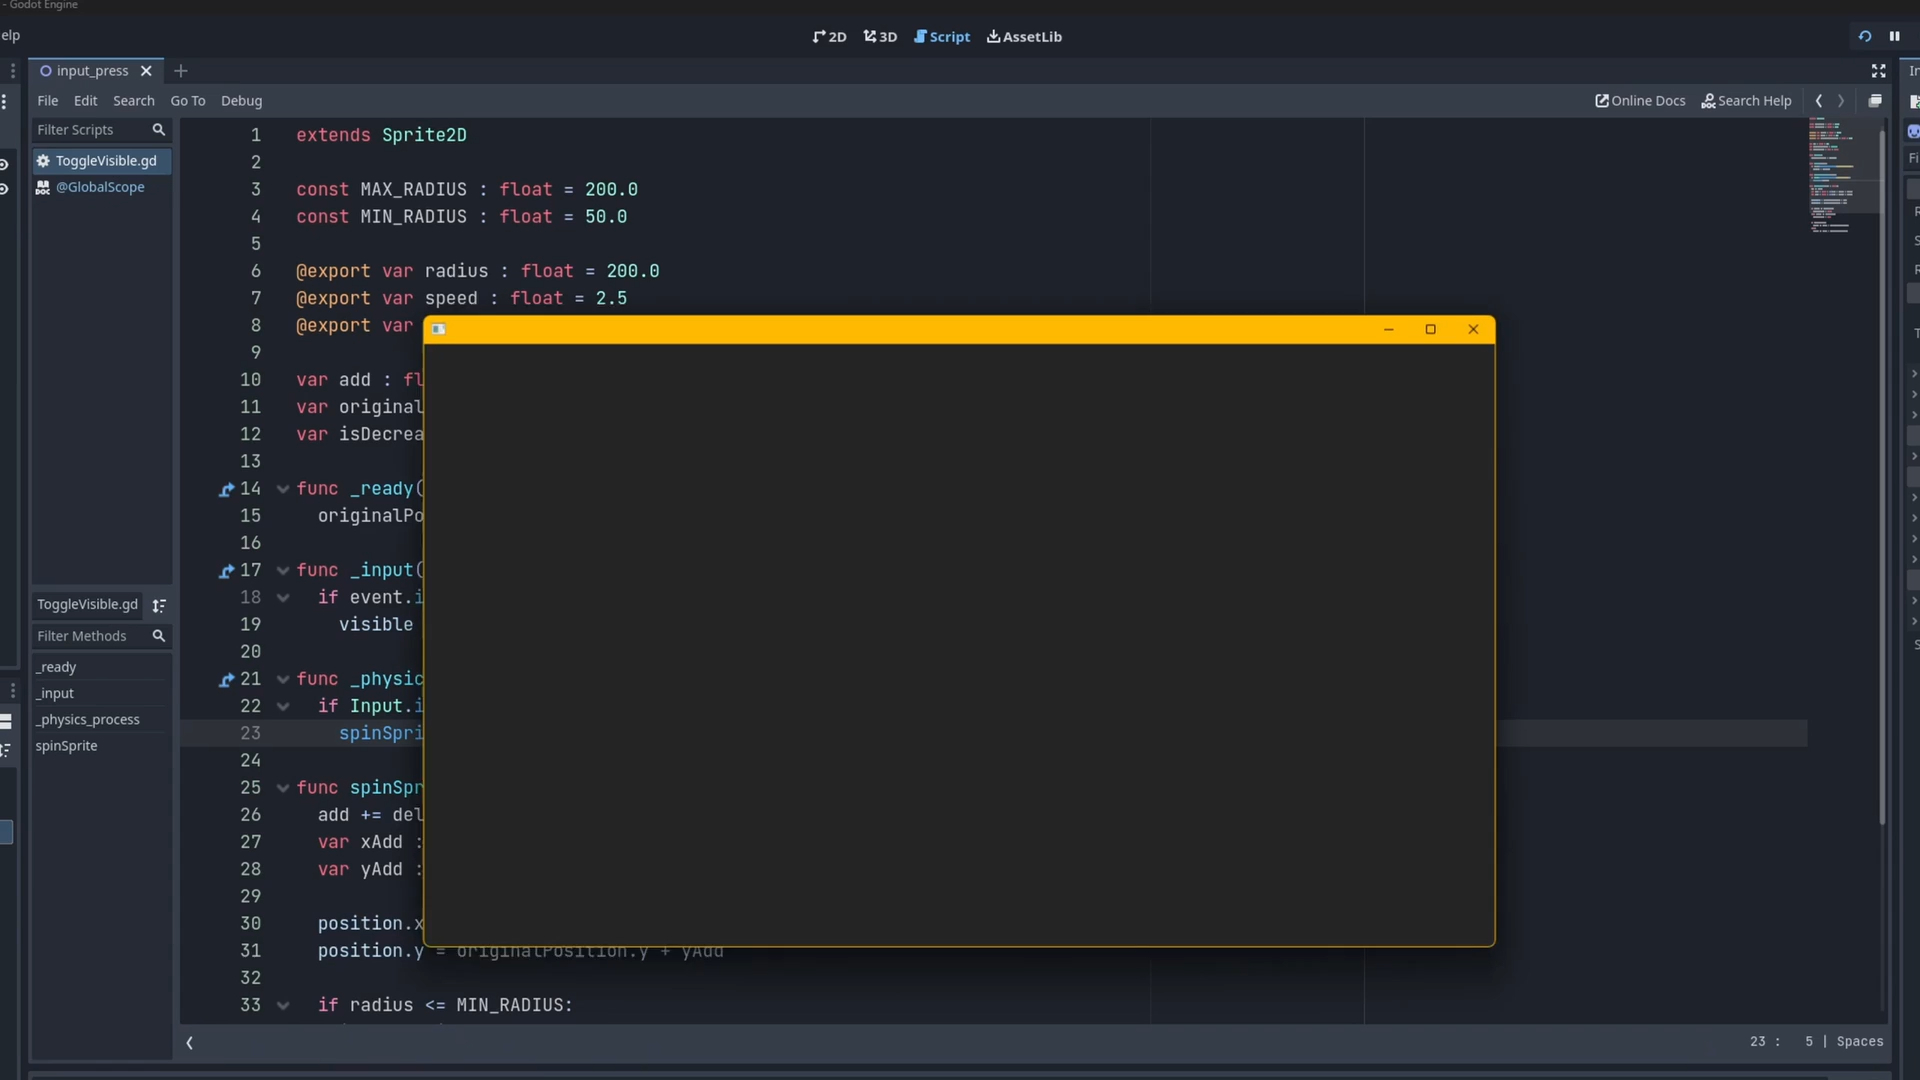 - Godot Engine
elp
2D 3D Script AssetLib
input_press
File Edit Search Go To Debug
Online Docs Search Help
Filter Scripts
ToggleVisible.gd
@GlobalScope
ToggleVisible.gd
Filter Methods
_ready
_input
_physics_process
spinSprite
1 extends Sprite2D
2
3 const MAX_RADIUS : float = 200.0
4 const MIN_RADIUS : float = 50.0
5
6 @export var radius : float = 200.0
7 @export var speed : float = 2.5
8 @export var
9
10 var add : fl
11 var original
12 var isDecrea
13
14 func _ready(
15 originalPo
16
17 func _input(
18 if event.i
19 visible
20
21 func _physic
22 if Input.i
23 spinSpri
24
25 func spinSpr
26 add += del
27 var xAdd :
28 var yAdd :
29
30 position.x
31 position.y = originalPosition.y + yAdd
32
33 if radius <= MIN_RADIUS:
23 : 5 | Spaces